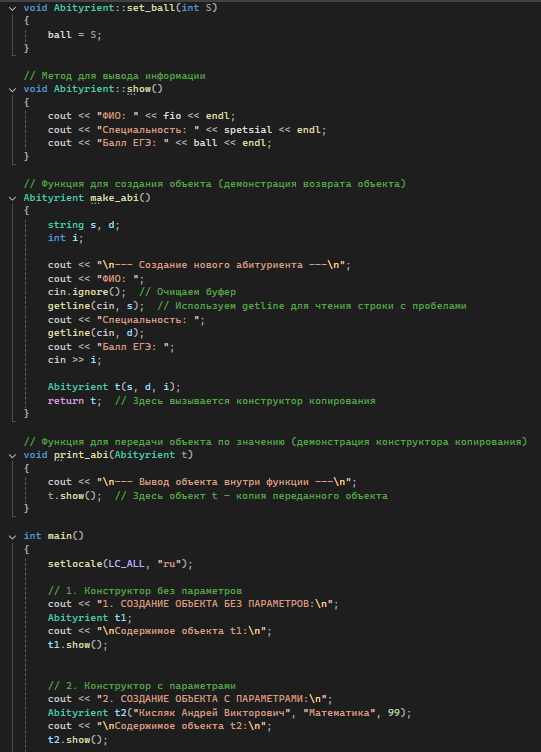 void Abityrient::set_ball(int S)
{
ball = S;
}
// Метод для вывода информации
void Abityrient::show()
{
cout << "ФИО: " << fio << endl;
cout << "Специальность: " << spetsial << endl;
cout << "Балл ЕГЭ: " << ball << endl;
}
// Функция для создания объекта (демонстрация возврата объекта)
Abityrient make_abi()
{
string s, d;
int i;
cout << "\n--- Создание нового абитуриента ---\n";
cout << "ФИО: ";
cin.ignore();  // Очищаем буфер
getline(cin, s);  // Используем getline для чтения строки с пробелами
cout << "Специальность: ";
getline(cin, d);
cout << "Балл ЕГЭ: ";
cin >> i;
Abityrient t(s, d, i);
return t;  // Здесь вызывается конструктор копирования
}
// Функция для передачи объекта по значению (демонстрация конструктора копирования)
void print_abi(Abityrient t)
{
cout << "\n--- Вывод объекта внутри функции ---\n";
t.show();  // Здесь объект t - копия переданного объекта
}
int main()
{
setlocale(LC_ALL, "ru");
// 1. Конструктор без параметров
cout << "1. СОЗДАНИЕ ОБЪЕКТА БЕЗ ПАРАМЕТРОВ:\n";
Abityrient t1;
cout << "\nСодержимое объекта t1:\n";
t1.show();
// 2. Конструктор с параметрами
cout << "2. СОЗДАНИЕ ОБЪЕКТА С ПАРАМЕТРАМИ:\n";
Abityrient t2("Кисляк Андрей Викторович", "Математика", 99);
cout << "\nСодержимое объекта t2:\n";
t2.show();